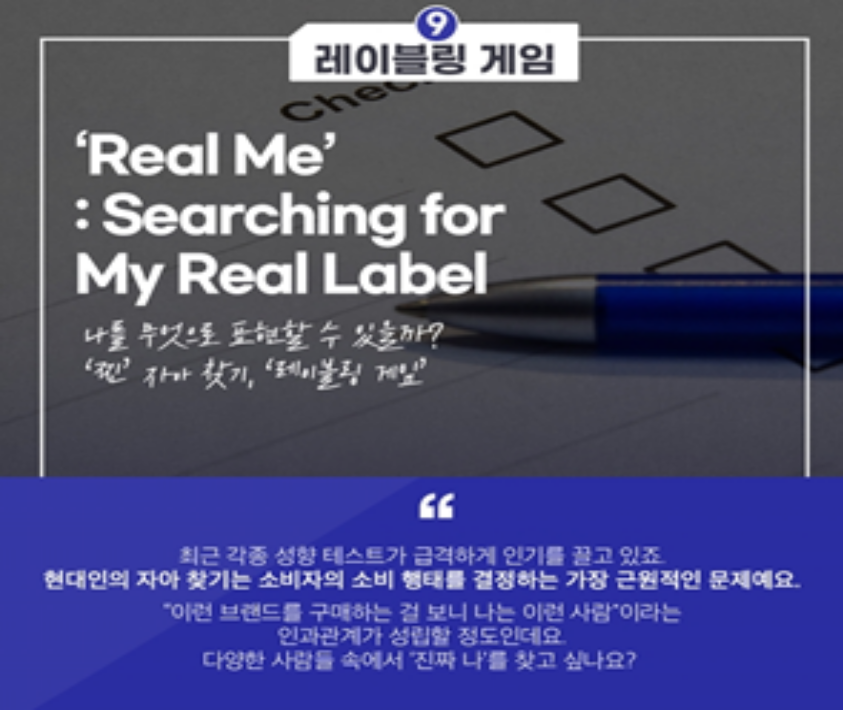 9
레이블링 게임
Chec
'Real Me'
: Searching for
My Real Label
나를 무엇으로 표현할 수 있을까?
'찐' 자아 찾기, '레이블링 게임'
“
최근 각종 성향 테스트가 급격하게 인기를 끌고 있죠.
현대인의 자아 찾기는 소비자의 소비 행태를 결정하는 가장 근원적인 문제예요.
"이런 브랜드를 구매하는 걸 보니 나는 이런 사람"이라는
인과관계가 성립할 정도인데요.
다양한 사람들 속에서 '진짜 나'를 찾고 싶나요?